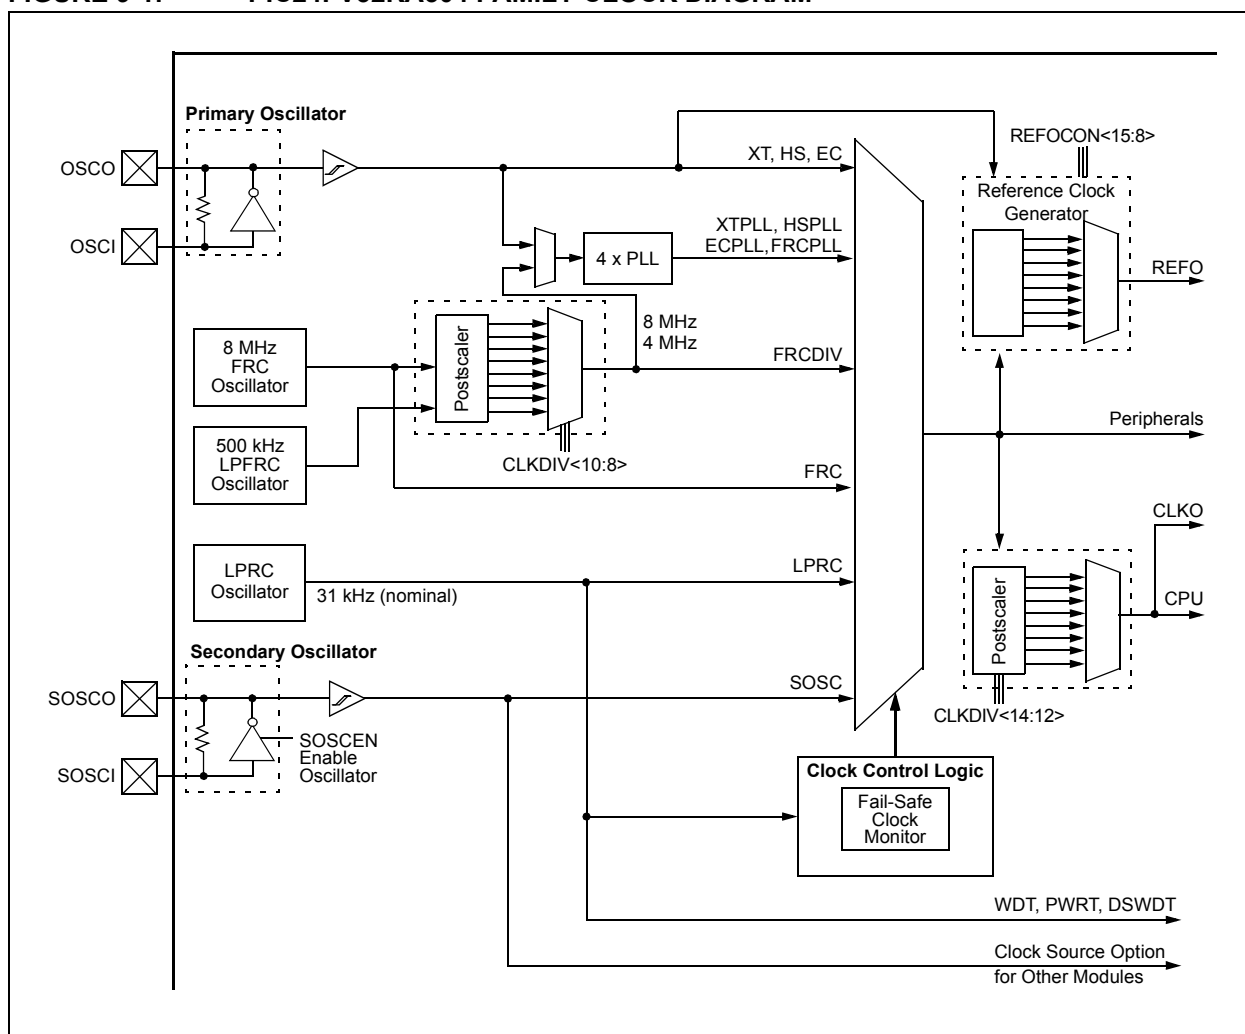 Primary Oscillator
OSCO
OSCI
XT, HS, EC
REFOCON<15:8>
Reference Clock
Generator
REFO
XTPLL, HSPLL
ECPLL,FRCPLL
4 x PLL
8 MHz
FRC
Oscillator
500 kHz
LPFRC
Oscillator
Postscaler
8 MHz
4 MHz
FRCDIV
CLKDIV<10:8>
FRC
Peripherals
LPRC
Oscillator
31 kHz (nominal)
LPRC
CLKO
CPU
Postscaler
CLKDIV<14:12>
Secondary Oscillator
SOSCO
SOSCI
SOSCEN
Enable
Oscillator
SOSC
Clock Control Logic
Fail-Safe
Clock
Monitor
WDT, PWRT, DSWDT
Clock Source Option
for Other Modules